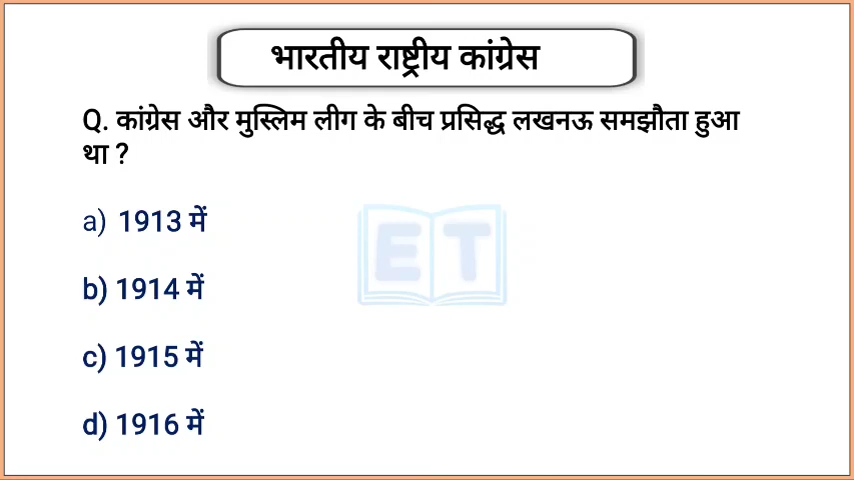 भारतीय राष्ट्रीय कांग्रेस
Q. कांग्रेस और मुस्लिम लीग के बीच प्रसिद्ध लखनऊ समझौता हुआ
था ?
a) 1913 में
ET
b) 1914 में
c) 1915 में
d) 1916 में